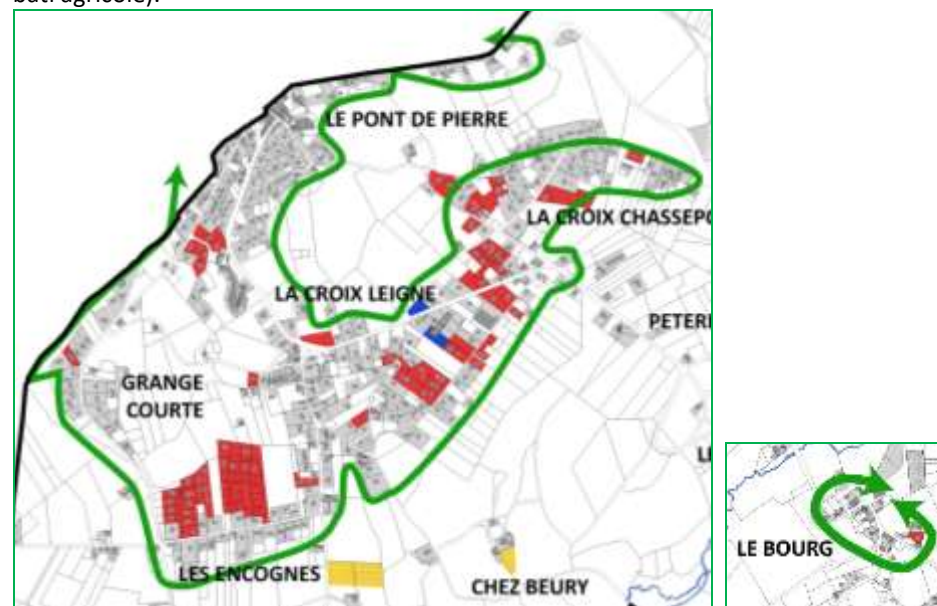 bâti agricole).
LE PONT DE PIERRE
LA CROIX CHASSEPO
LA CROIX LEIGNE
PETER
GRANGE
COURTE
LES ENCOGNES
CHEZ BEURY
LE BOURG